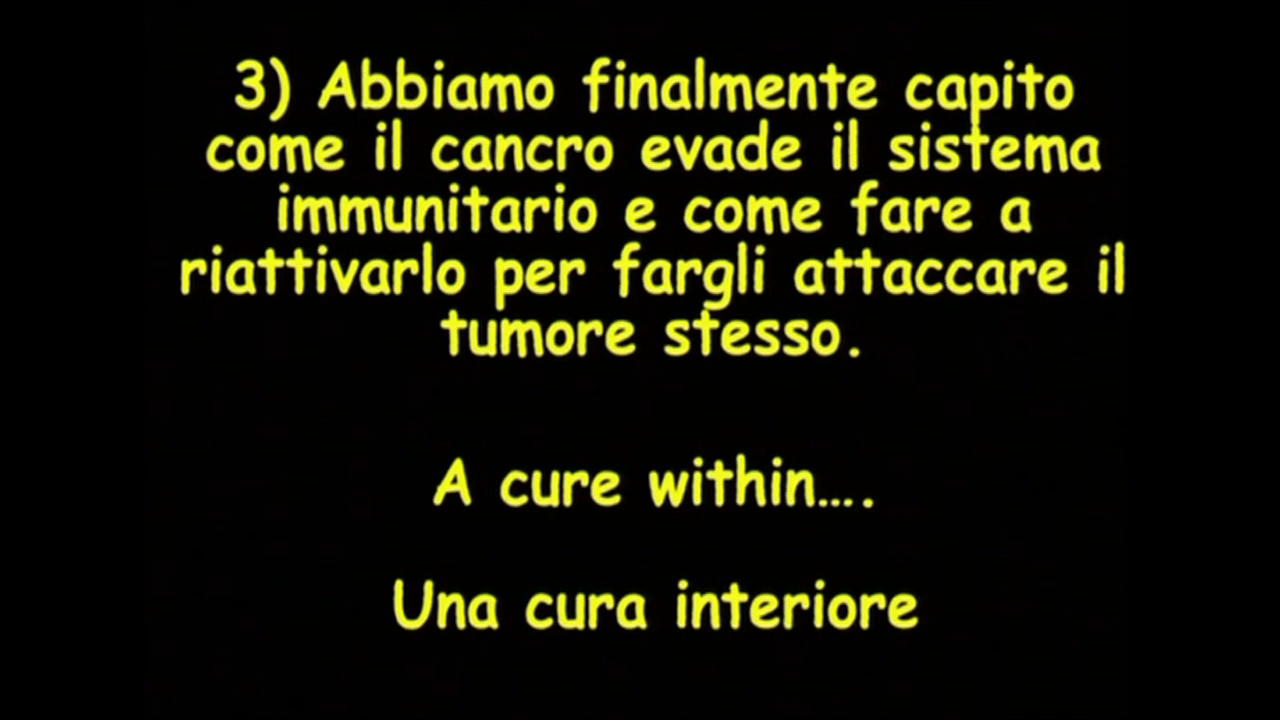 3) Abbiamo finalmente capito
come il cancro evade il sistema
immunitario e come fare a
riattivarlo per fargli attaccare il
tumore stesso.
A cure within….
Una cura interiore